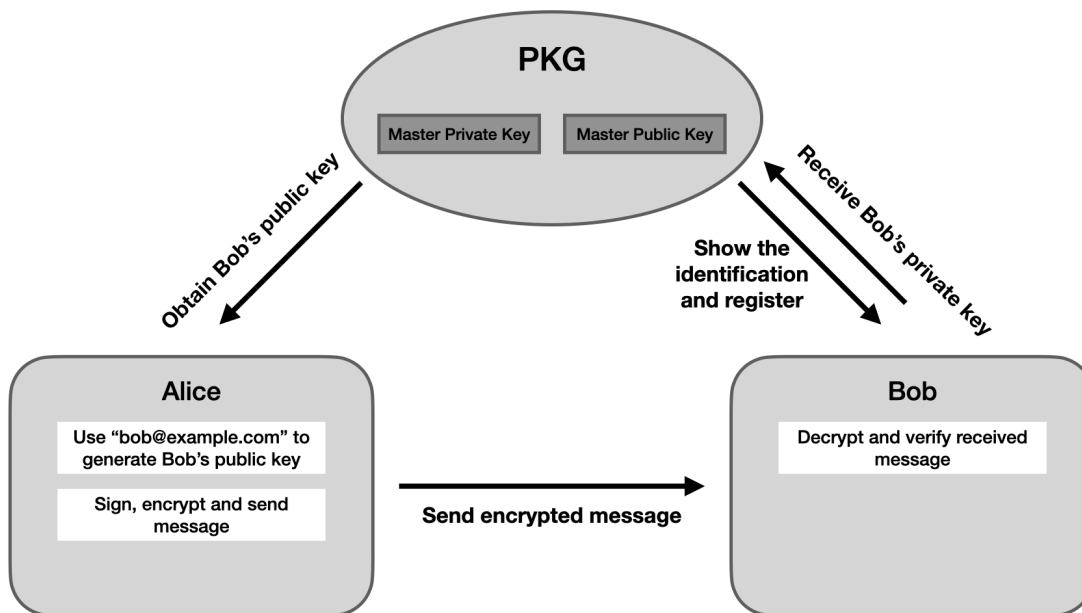 PKG
Master Private Key
Master Public Key
Obtain Bob's public key
Receive Bob's private key
Show the
identification
and register
Alice
Use “bob@example.com” to
generate Bob's public key
Sign, encrypt and send
message
Send encrypted message
Bob
Decrypt and verify received
message